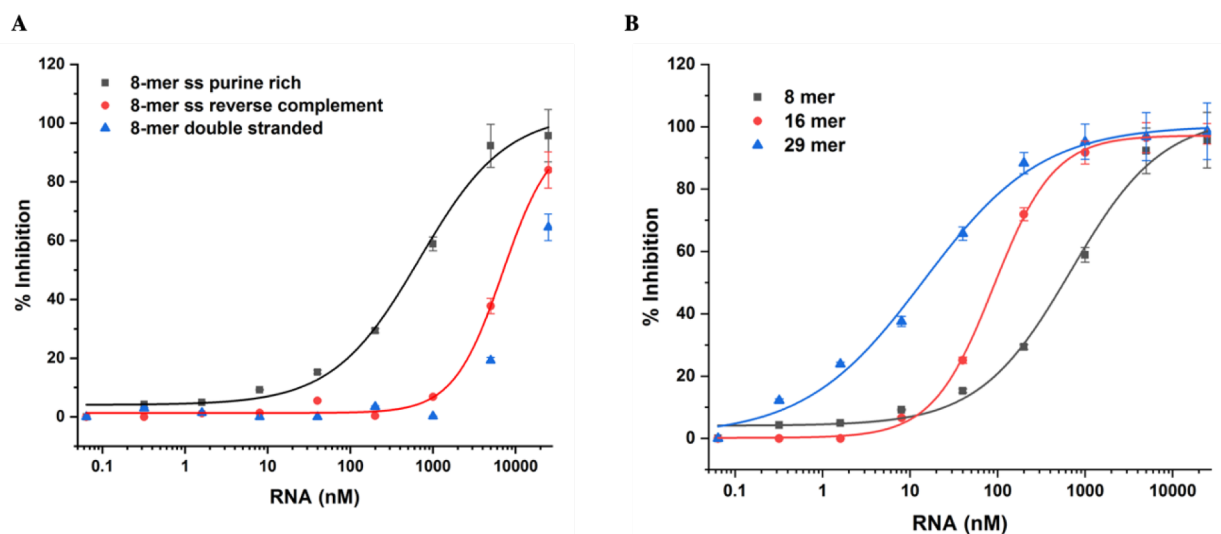 A
120
8-mer ss purine rich
8-mer ss reverse complement
8-mer double stranded
100
80
60
40
20
0
% Inhibition
0.1 1 10 100 1000 10000
RNA (nM)
B
120
8 mer
16 mer
29 mer
100
80
60
40
20
0
% Inhibition
0.1 1 10 100 1000 10000
RNA (nM)